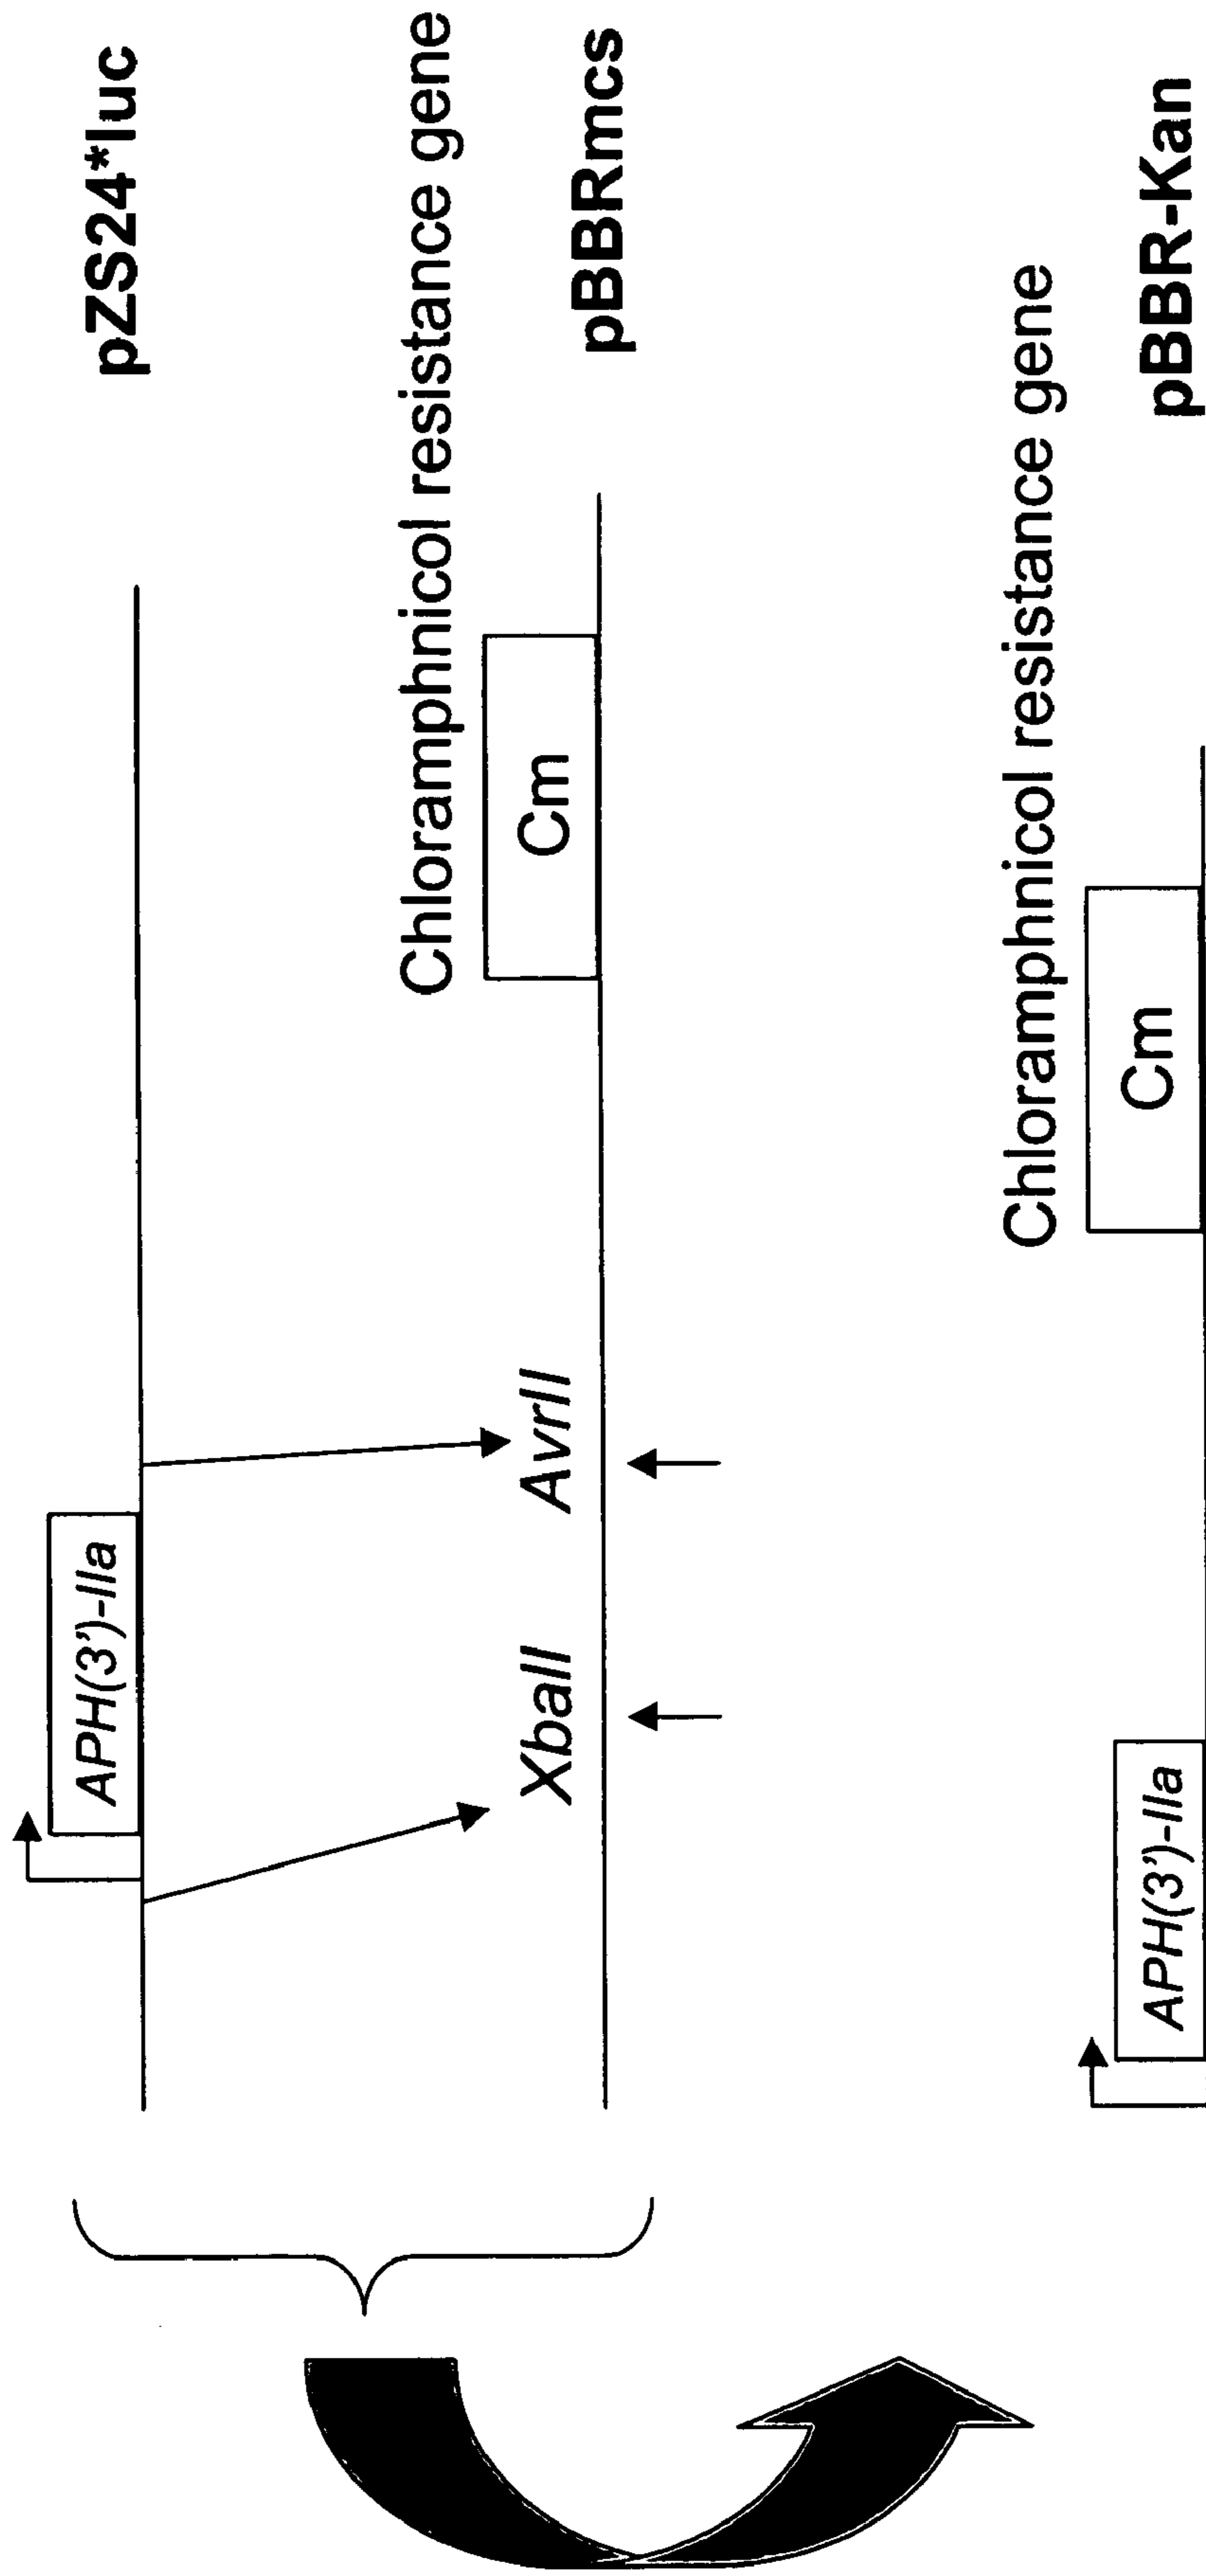 APH(3')-IIa
pZS24*luc
Chloramphnicol resistance gene
XbaII
AvrII
Cm
pBBRmcs
Chloramphnicol resistance gene
APH(3')-IIa
Cm
pBBR-Kan